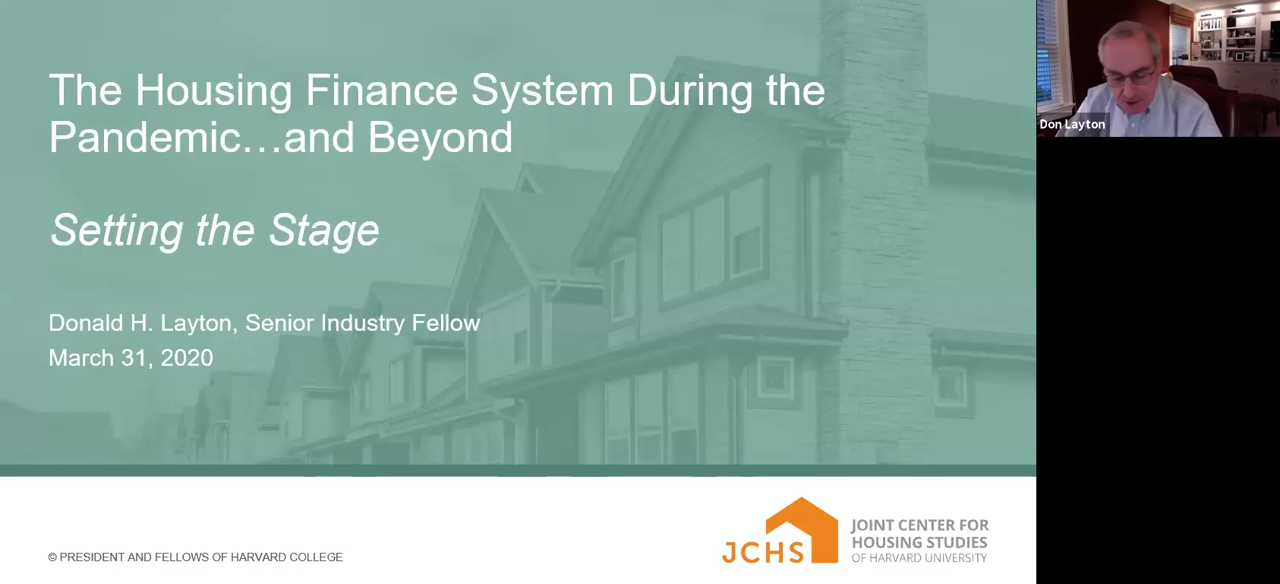 The Housing Finance System During the
Pandemic…and Beyond
Setting the Stage
Donald H. Layton, Senior Industry Fellow
March 31, 2020
© PRESIDENT AND FELLOWS OF HARVARD COLLEGE
JCHS
JOINT CENTER FOR
HOUSING STUDIES
OF HARVARD UNIVERSITY
Don Layton